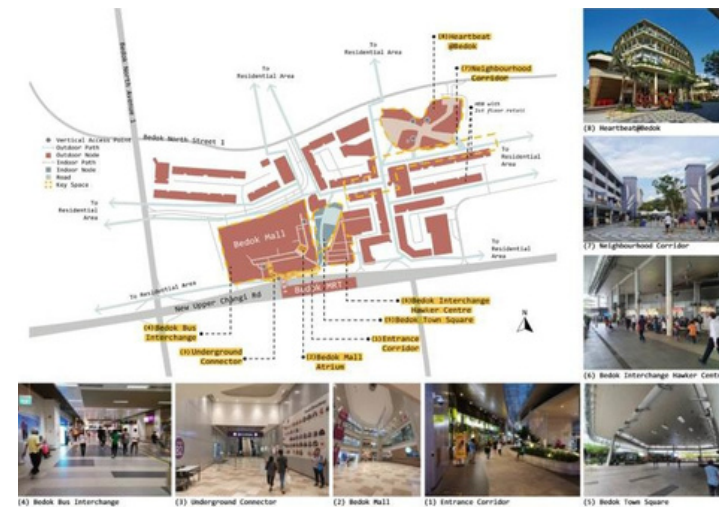 (8)Heartbeat
@Bedok
To
Residential Area
(7)Neighbourhood
Corridor
To
Residential Area
HDB with
1st floor retail
Bedok North Avenue 1
Bedok North Street 1
Vertical Access Point
Outdoor Path
Outdoor Node
Indoor Path
Indoor Node
Road
Key Space
To
Residential
Area
To
Residential
Area
Bedok Mall
To
Residential
Area
To Residential Area
New Upper Changi Rd
Bedok MRT
(6)Bedok Interchange
Hawker Centre
(5)Bedok Town Square
(4)Bedok Bus
Interchange
(3)Underground
Connector
(2)Bedok Mall
Atrium
(1)Entrance
Corridor
N
(8) Heartbeat@Bedok
(7) Neighbourhood Corridor
(6) Bedok Interchange Hawker Cent
(4) Bedok Bus Interchange
(3) Underground Connector
(2) Bedok Mall
(1) Entrance Corridor
(5) Bedok Town Square